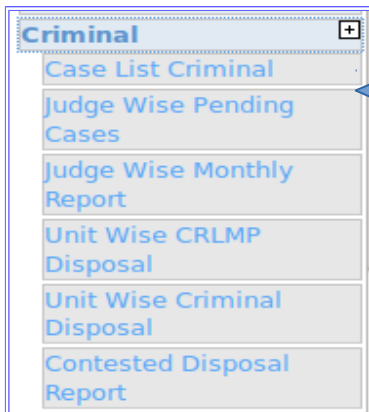 Criminal
Case List Criminal
Judge Wise Pending
Cases
Judge Wise Monthly
Report
Unit Wise CRLMP
Disposal
Unit Wise Criminal
Disposal
Contested Disposal
Report